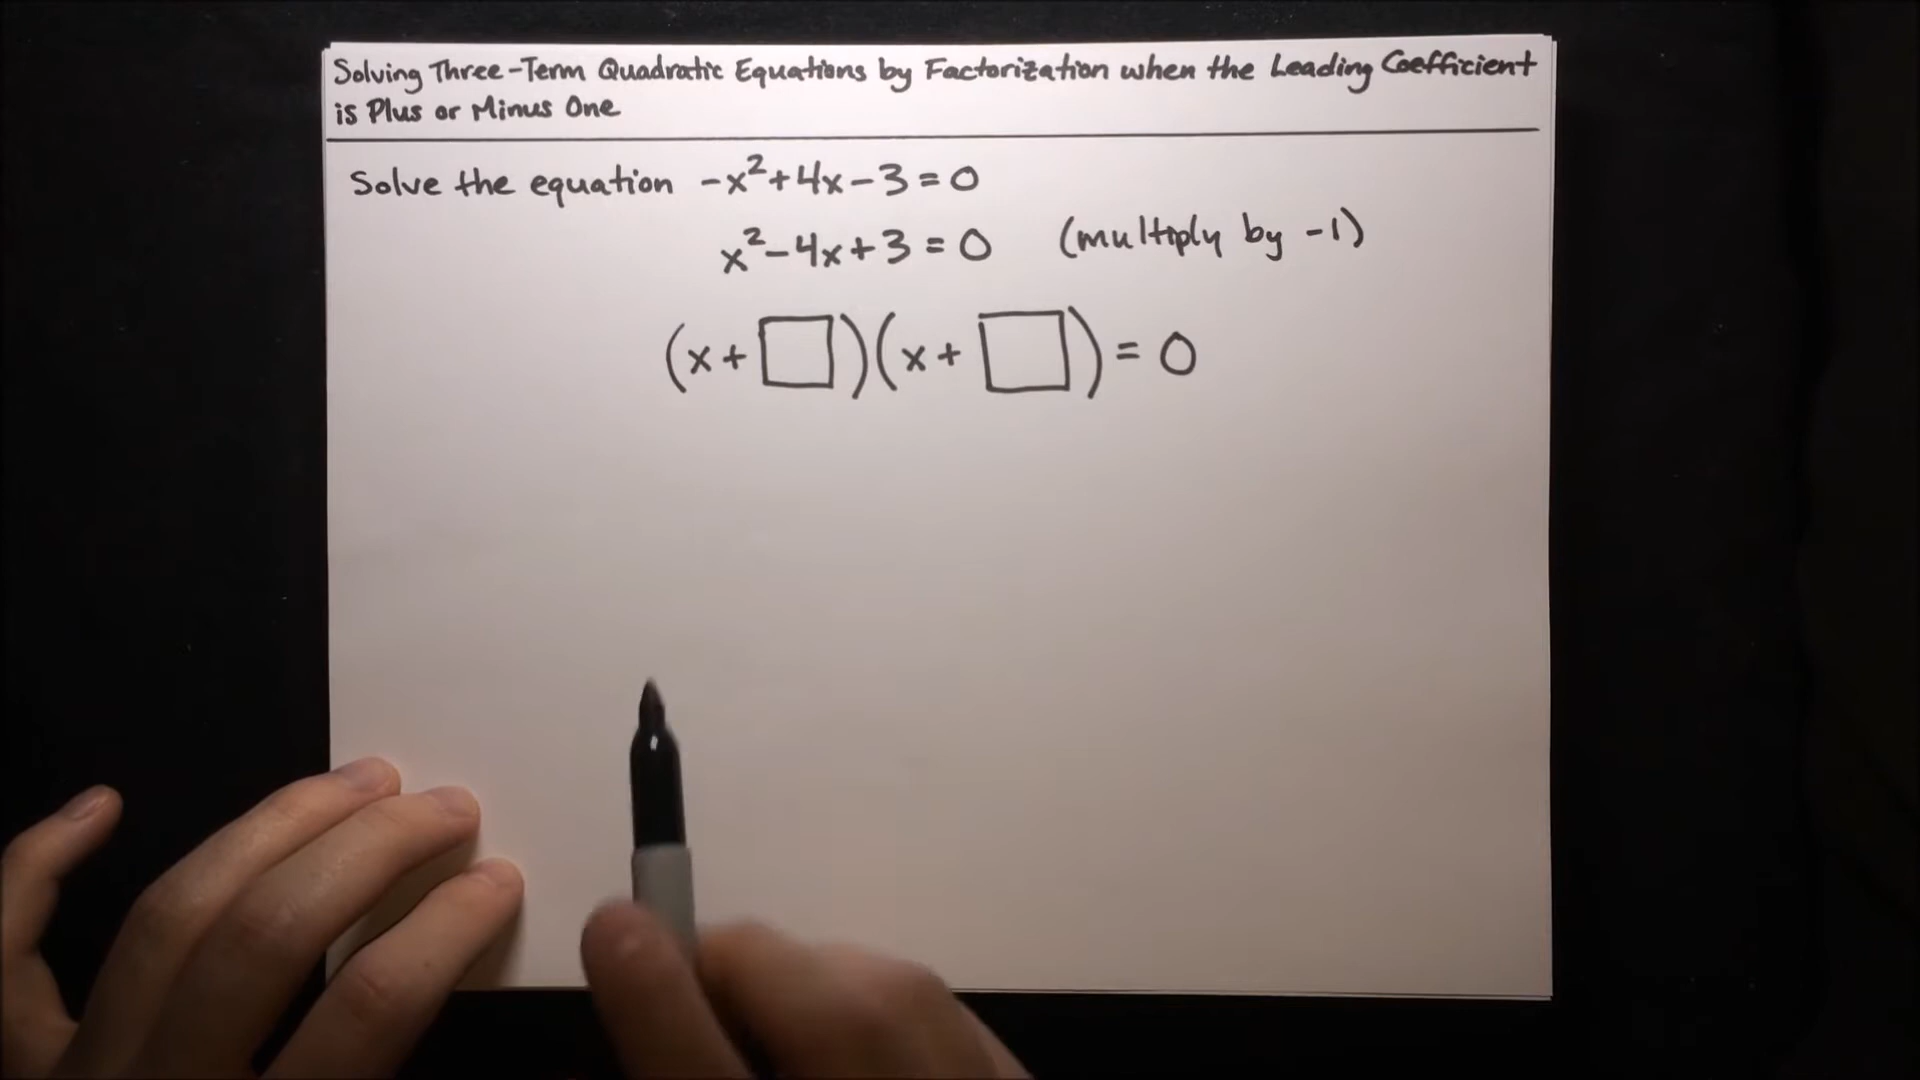 Solving Three-Term Quadratic Equations by Factorization when the Leading Coefficient
is Plus or Minus One
Solve the equation -x²+4x-3=0
x²-4x+3=0 (multiply by -1)
(x+□)(x+□)=0